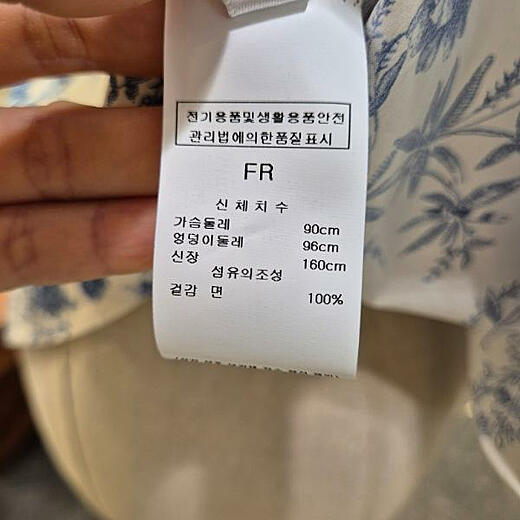 전기용품및생활용품안전
관리법에의한품질표시
FR
신체치수
가슴둘레 90cm
엉덩이둘레 96cm
신장 160cm
섬유의조성
겉감 면 100%